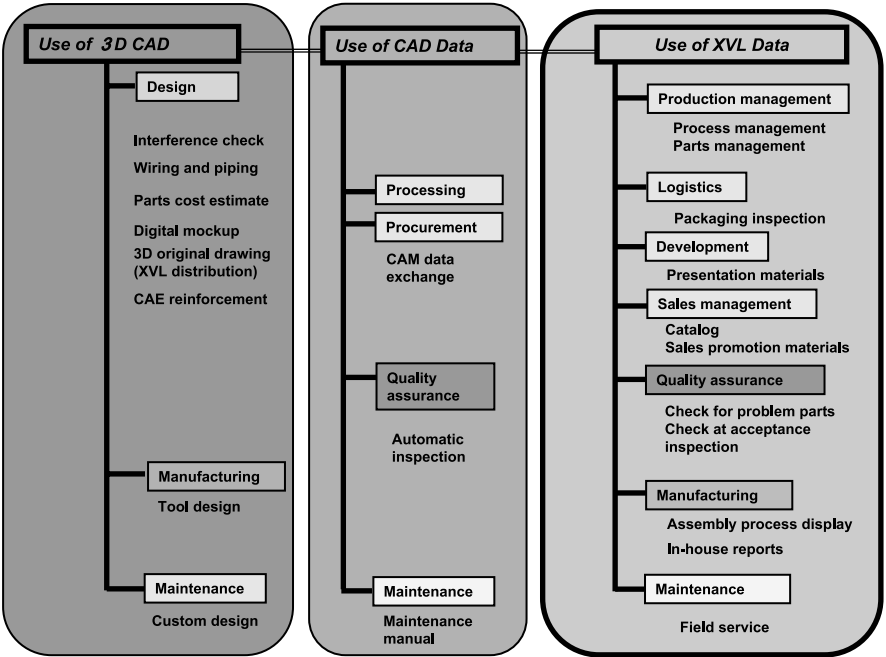 Use of 3D CAD
Design
Interference check
Wiring and piping
Parts cost estimate
Digital mockup
3D original drawing
(XVL distribution)
CAE reinforcement
Manufacturing
Tool design
Maintenance
Custom design
Use of CAD Data
Processing
Procurement
CAM data
exchange
Quality
assurance
Automatic
inspection
Maintenance
Maintenance
manual
Use of XVL Data
Production management
Process management
Parts management
Logistics
Packaging inspection
Development
Presentation materials
Sales management
Catalog
Sales promotion materials
Quality assurance
Check for problem parts
Check at acceptance
inspection
Manufacturing
Assembly process display
In-house reports
Maintenance
Field service